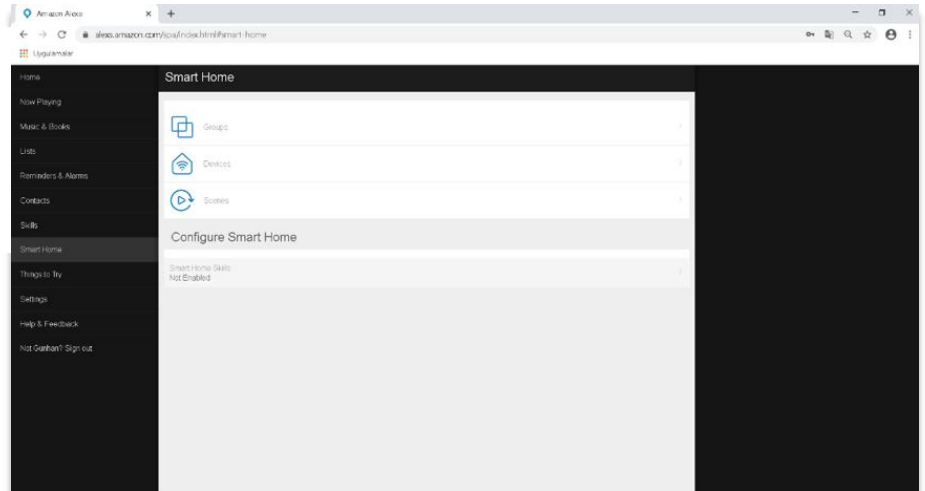 Amazon Alexa
alexa.amazon.com/spa/index.html#smart-home
Uygulamalar
Home
Smart Home
Now Playing
Music & Books
Groups
Lists
Devices
Reminders & Alarms
Contacts
Scenes
Skills
Configure Smart Home
Smart Home
Things to Try
Smart Home Skills
Not Enabled
Settings
Help & Feedback
Not Gunhan? Sign out